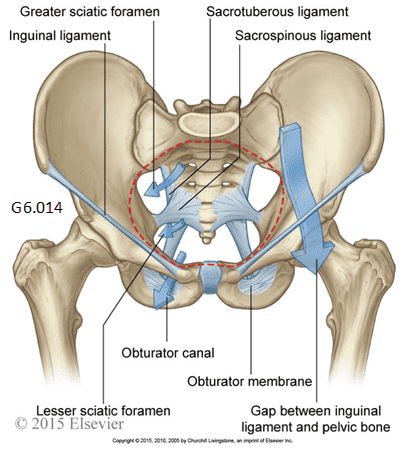 Greater sciatic foramen
Sacrotuberous ligament
Inguinal ligament
Sacrospinous ligament
G6.014
Obturator canal
Obturator membrane
Lesser sciatic foramen
Gap between inguinal
ligament and pelvic bone
© 2015 Elsevier
Copyright © 2015, 2010, 2005 by Churchill Livingstone, an imprint of Elsevier Inc.